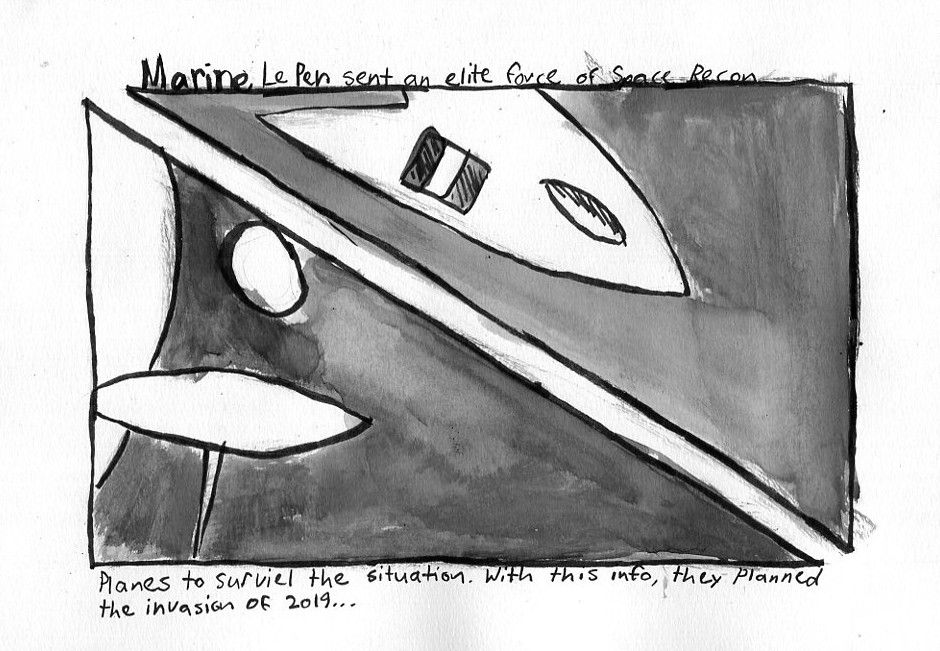 Marine Le Pen sent an elite force of Space Recon
Planes to surviel the situation. With this info, they planned
the invasion of 2019...